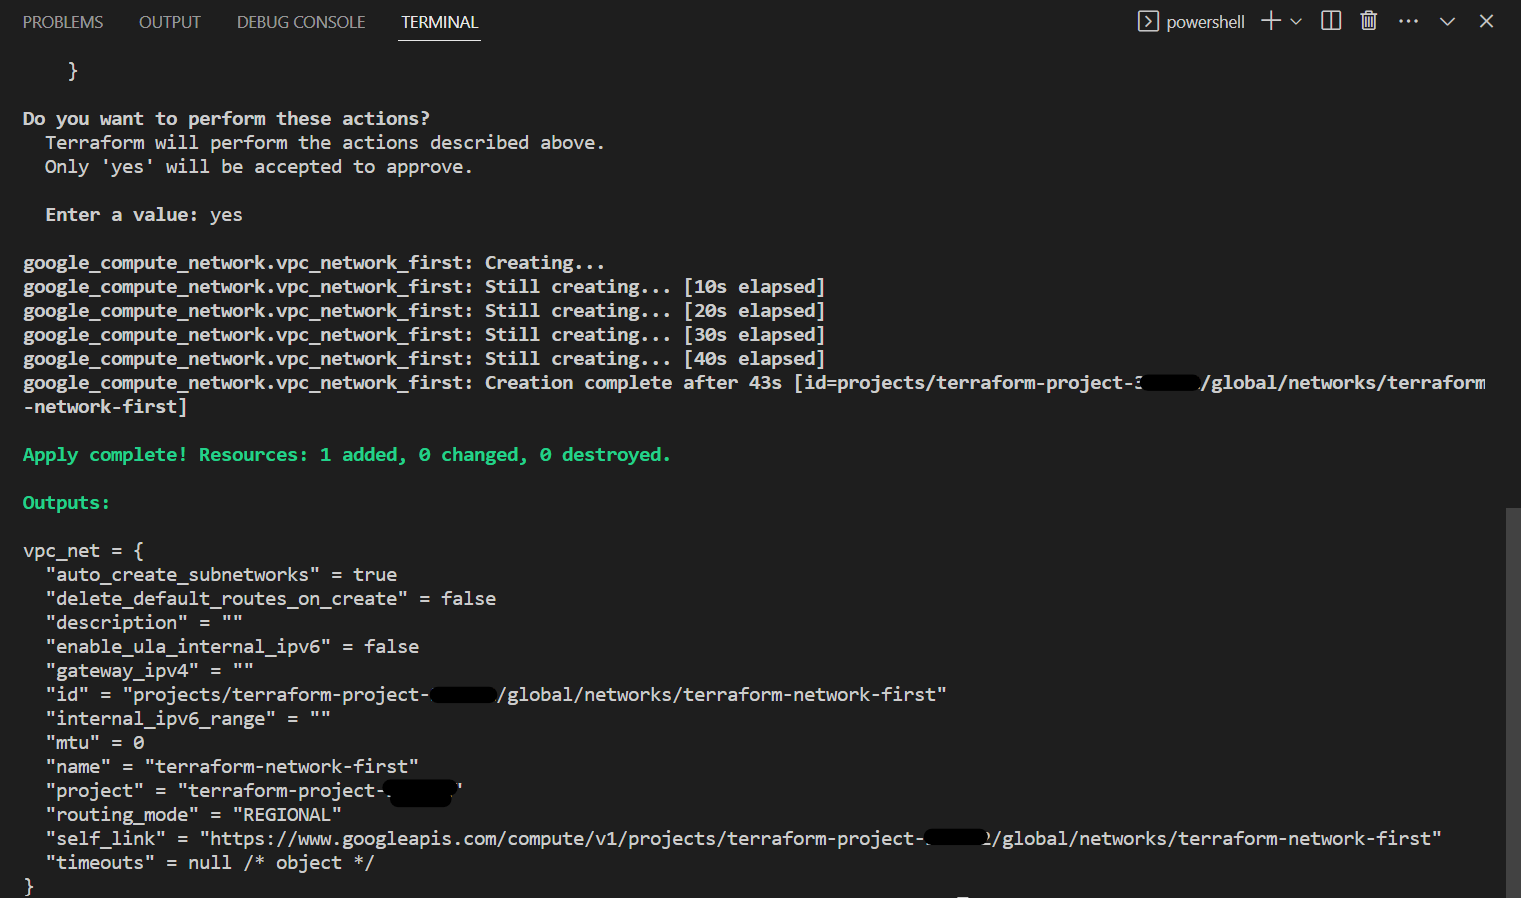 PROBLEMS OUTPUT DEBUG CONSOLE TERMINAL powershell
}
Do you want to perform these actions?
Terraform will perform the actions described above.
Only 'yes' will be accepted to approve.
Enter a value: yes
google_compute_network.vpc_network_first: Creating...
google_compute_network.vpc_network_first: Still creating... [10s elapsed]
google_compute_network.vpc_network_first: Still creating... [20s elapsed]
google_compute_network.vpc_network_first: Still creating... [30s elapsed]
google_compute_network.vpc_network_first: Still creating... [40s elapsed]
google_compute_network.vpc_network_first: Creation complete after 43s [id=projects/terraform-project-/global/networks/terraform
-network-first]
Apply complete! Resources: 1 added, 0 changed, 0 destroyed.
Outputs:
vpc_net = {
"auto_create_subnetworks" = true
"delete_default_routes_on_create" = false
"description" = ""
"enable_ula_internal_ipv6" = false
"gateway_ipv4" = ""
"id" = "projects/terraform-project-/global/networks/terraform-network-first"
"internal_ipv6_range" = ""
"mtu" = 0
"name" = "terraform-network-first"
"project" = "terraform-project-"
"routing_mode" = "REGIONAL"
"self_link" = "https://www.googleapis.com/compute/v1/projects/terraform-project-/global/networks/terraform-network-first"
"timeouts" = null /* object */
}